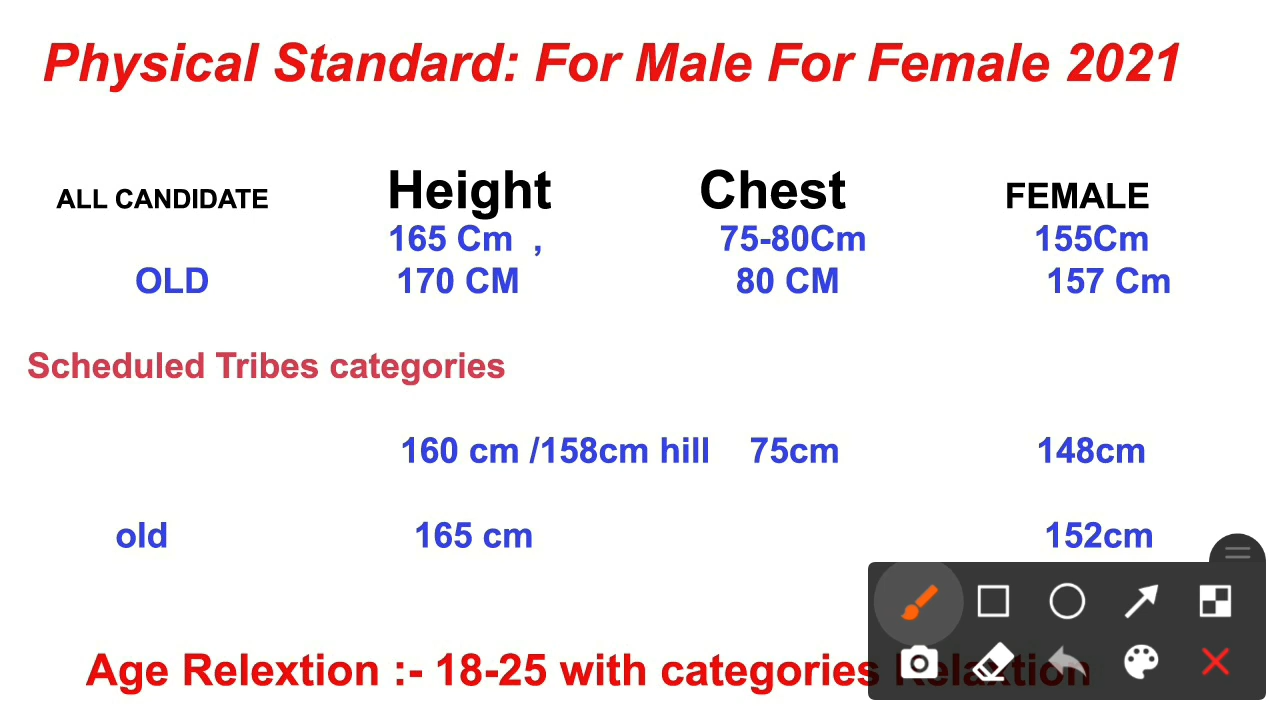 Physical Standard: For Male For Female 2021
ALL CANDIDATE Height Chest FEMALE
165 Cm , 75-80Cm 155Cm
OLD 170 CM 80 CM 157 Cm
Scheduled Tribes categories
160 cm /158cm hill 75cm 148cm
old 165 cm 152cm
Age Relextion :- 18-25 with categories Relaxtion